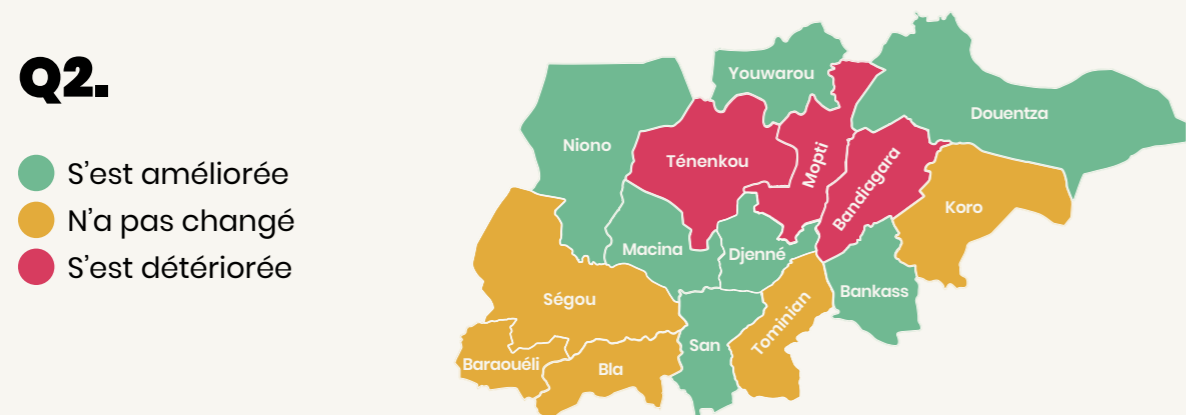 Q2.
S'est améliorée
N'a pas changé
S'est détériorée
Youwarou
Douentza
Niono
Ténenkou
Mopti
Bandiagara
Koro
Macina
Djenné
Bankass
Ségou
Tominian
San
Baraouéli
Bla